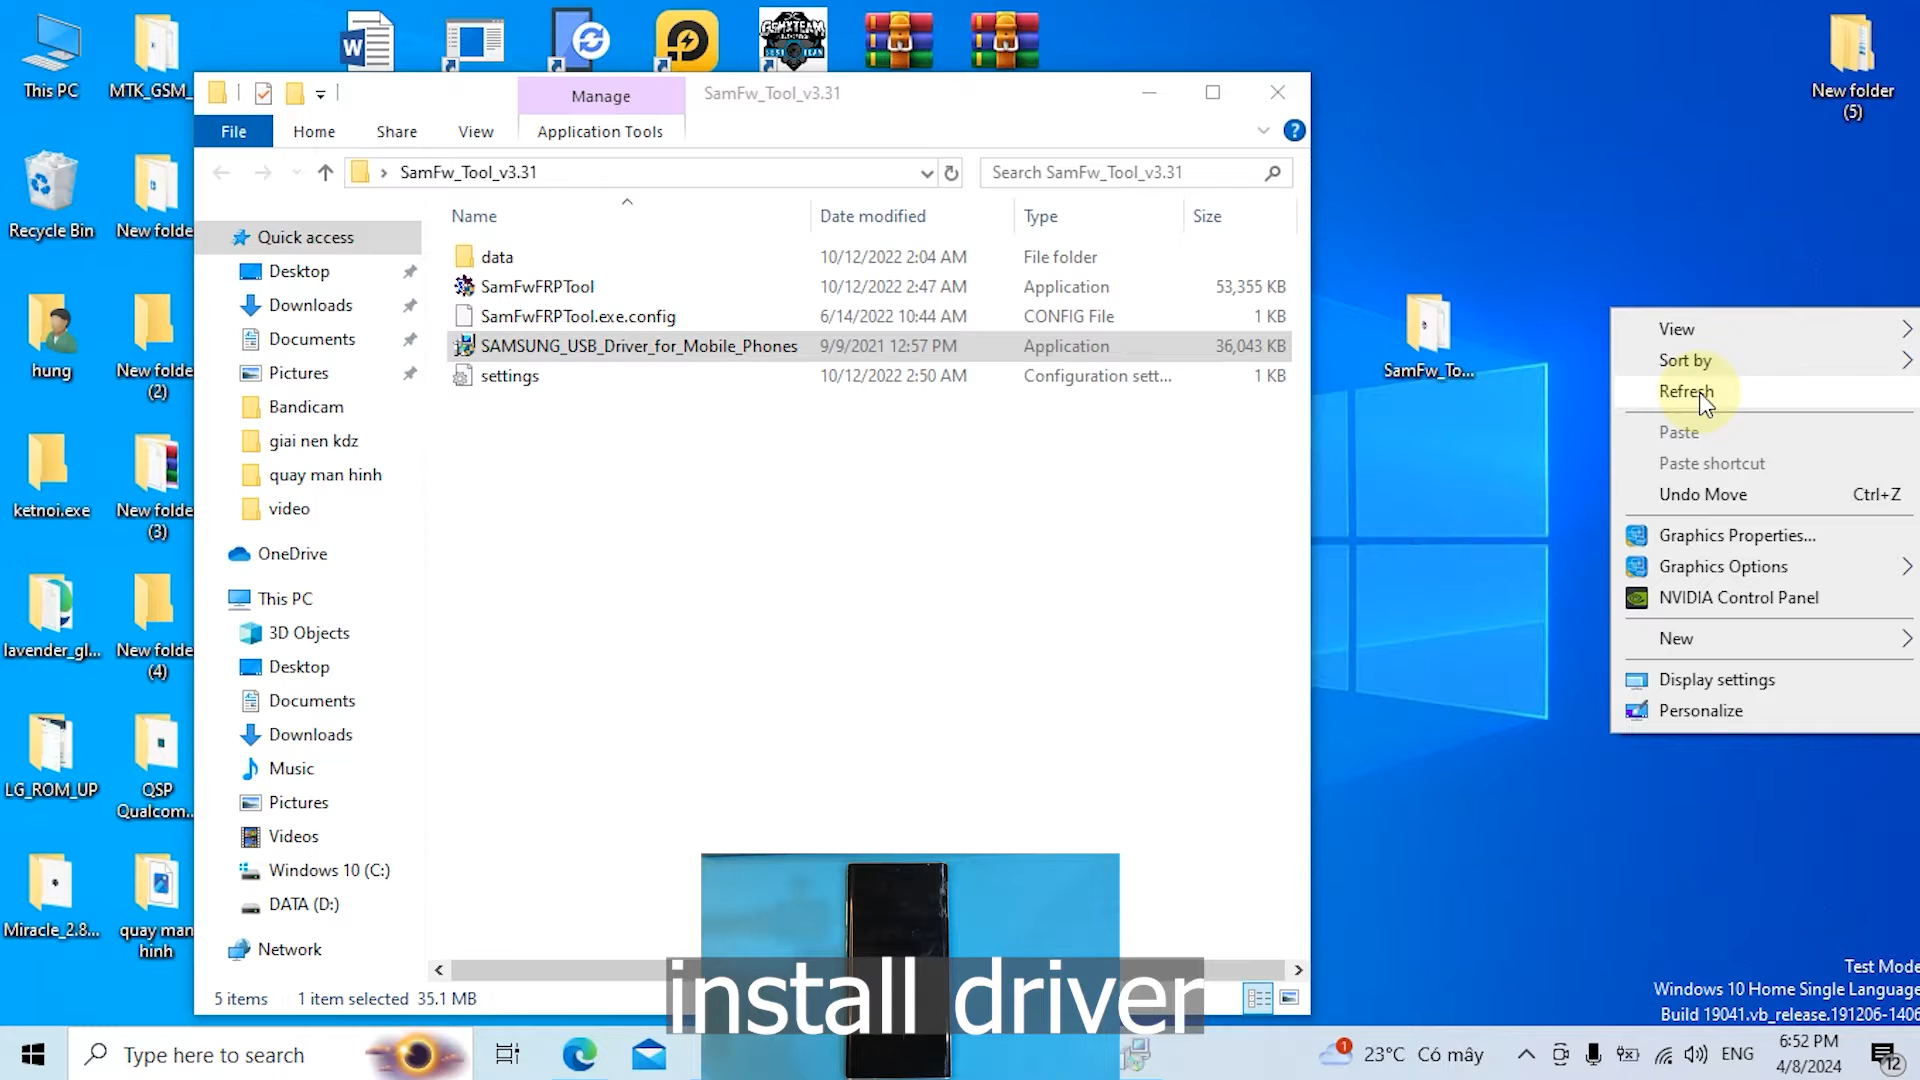 This PC
MTK_GSM_
New folder
(5)
Manage
SamFw_Tool_v3.31
File
Home
Share
View
Application Tools
SamFw_Tool_v3.31
Search SamFw_Tool_v3.31
Recycle Bin
New folde
Name
Date modified
Type
Size
Quick access
data
10/12/2022 2:04 AM
File folder
Desktop
SamFwFRPTool
10/12/2022 2:47 AM
Application
53,355 KB
Downloads
SamFwFRPTool.exe.config
6/14/2022 10:44 AM
CONFIG File
1 KB
Documents
SAMSUNG_USB_Driver_for_Mobile_Phones
9/9/2021 12:57 PM
Application
36,043 KB
Pictures
settings
10/12/2022 2:50 AM
Configuration sett...
1 KB
hung
New folde
(2)
SamFw_To...
Bandicam
giai nen kdz
quay man hinh
video
ketnoi.exe
New folde
(3)
OneDrive
This PC
3D Objects
Desktop
Documents
Downloads
Music
Pictures
Videos
Windows 10 (C:)
DATA (D:)
Network
lavender_gl...
New folde
(4)
LG_ROM_UP
QSP
Qualcom...
Miracle_2.8...
quay man
hinh
View
Sort by
Refresh
Paste
Paste shortcut
Undo Move
Ctrl+Z
Graphics Properties...
Graphics Options
NVIDIA Control Panel
New
Display settings
Personalize
5 items
1 item selected
35.1 MB
install driver
Test Mode
Windows 10 Home Single Language
Build 19041.vb_release.191206-1406
Type here to search
1
23°C
Có mây
ENG
6:52 PM
4/8/2024
12